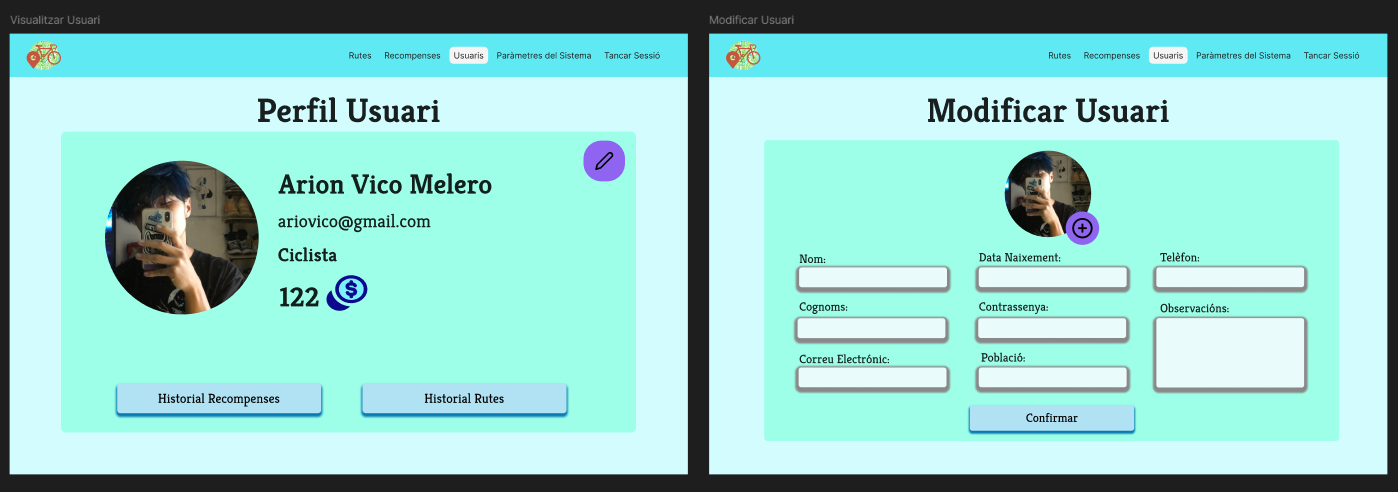 Visualitzar Usuari
Rutes Recompenses Usuaris Paràmetres del Sistema Tancar Sessió
Perfil Usuari
Arion Vico Melero
ariovico@gmail.com
Ciclista
122
Historial Recompenses
Historial Rutes
Modificar Usuari
Rutes Recompenses Usuaris Paràmetres del Sistema Tancar Sessió
Modificar Usuari
Nom:
Data Naixement:
Telèfon:
Cognoms:
Contrassenya:
Observacións:
Correu Electrónic:
Població:
Confirmar